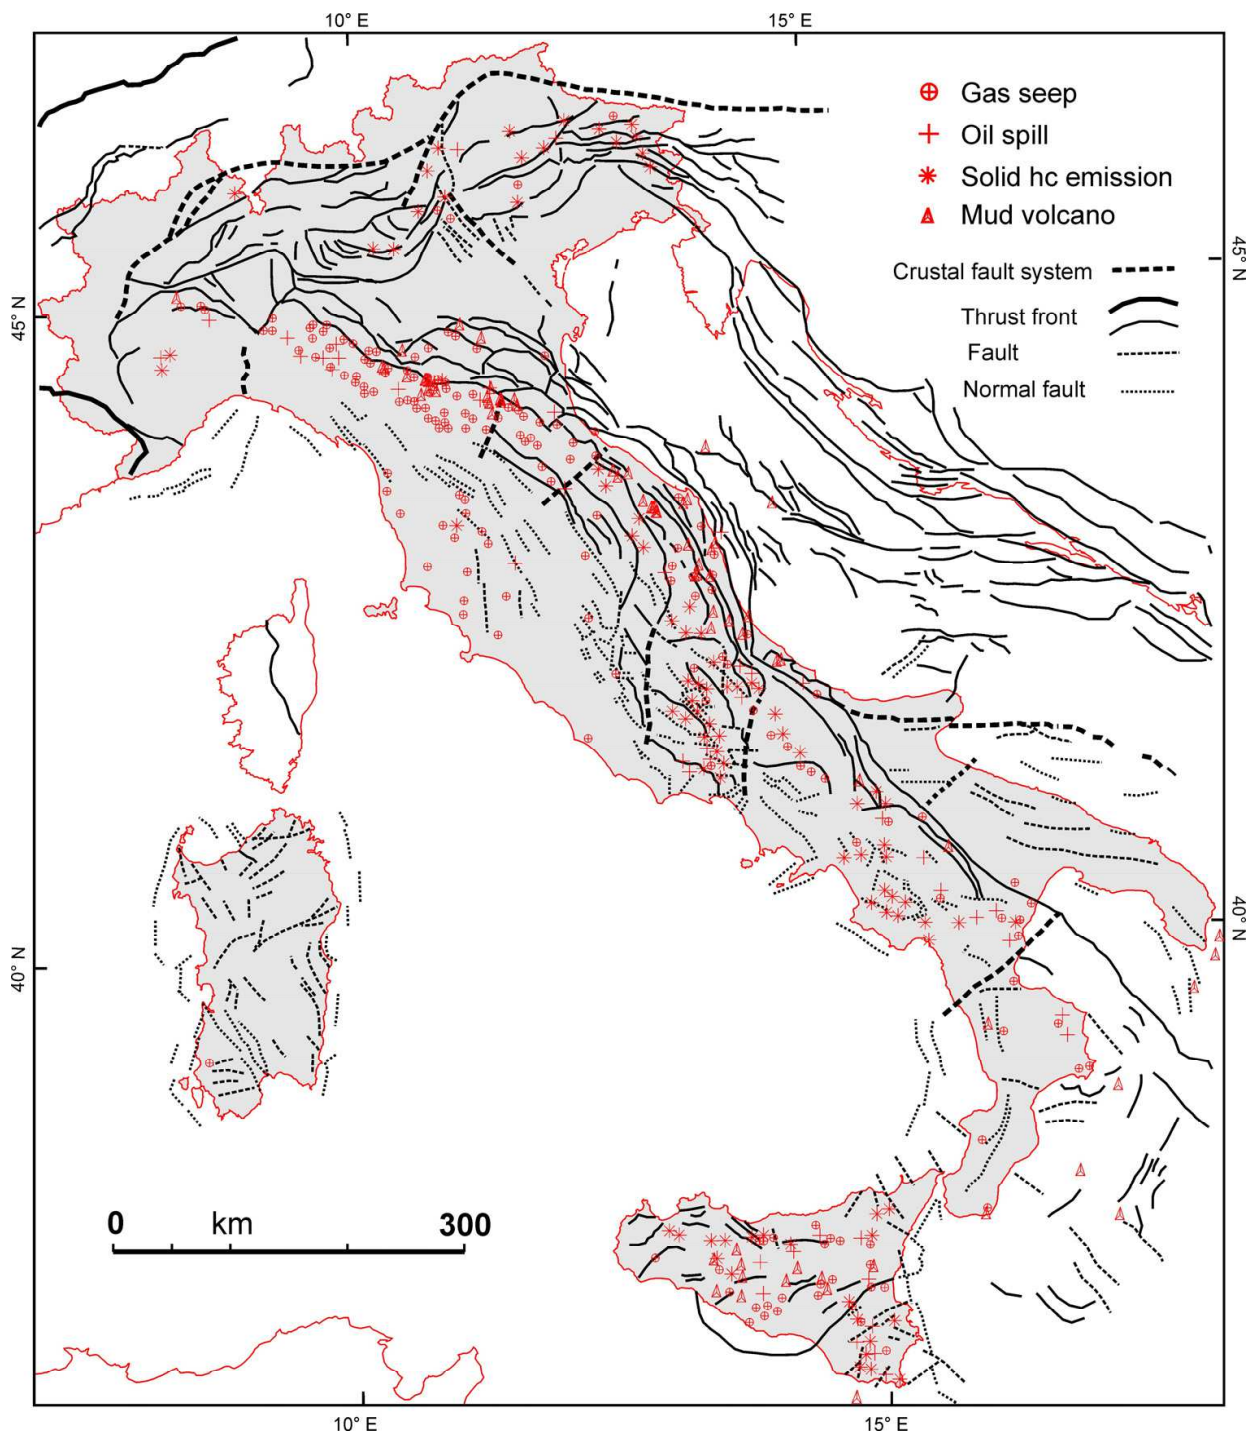 10° E
15° E
Gas seep
Oil spill
Solid hc emission
Mud volcano
45° N
Crustal fault system
45° N
Thrust front
Fault
Normal fault
40° N
40° N
0 km 300
10° E
15° E